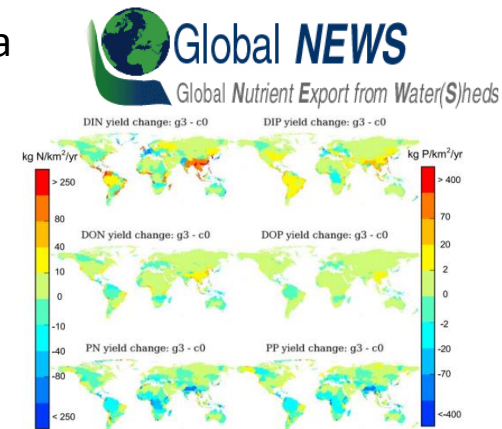 a
Global NEWS
Global Nutrient Export from Water(S)heds
DIN yield change: g3 - c0
DIP yield change: g3 - c0
kg N/km²/yr
kg P/km²/yr
> 250
80
40
10
0
-10
-40
-80
< 250
> 400
70
20
2
0
-2
-20
-70
<-400
DON yield change: g3 - c0
DOP yield change: g3 - c0
PN yield change: g3 - c0
PP yield change: g3 - c0